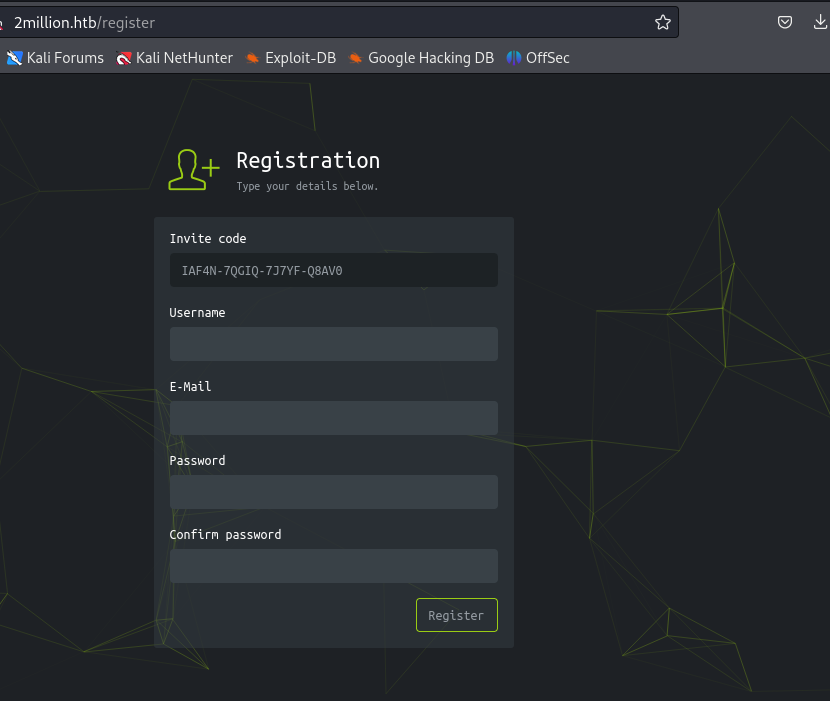 2million.htb/register
Kali Forums Kali NetHunter Exploit-DB Google Hacking DB OffSec
Registration
Type your details below.
Invite code
IAF4N-7QGIQ-7J7YF-Q8AV0
Username
E-Mail
Password
Confirm password
Register